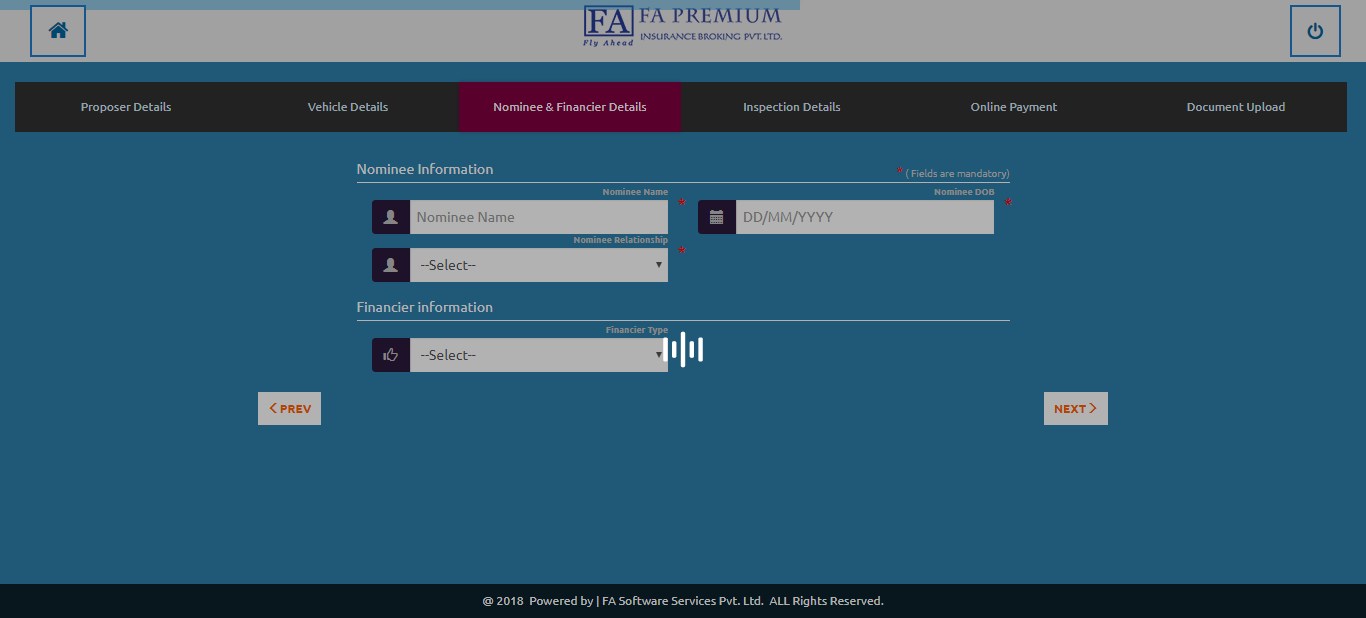 FA FA PREMIUM
Fly Ahead INSURANCE BROKING PVT. LTD.
Proposer Details Vehicle Details Nominee & Financier Details Inspection Details Online Payment Document Upload
Nominee Information * ( Fields are mandatory)
Nominee Name Nominee DOB
Nominee Name * DD/MM/YYYY *
Nominee Relationship
--Select-- *
Financier information
Financier Type
--Select--
PREV NEXT
@ 2018 Powered by | FA Software Services Pvt. Ltd. ALL Rights Reserved.